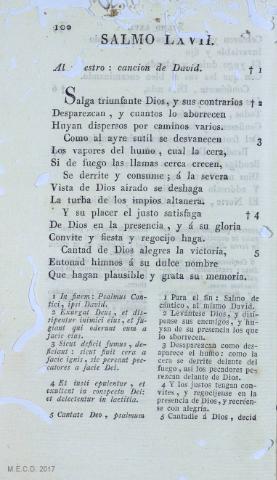 100
SALMO LXVII.
Al estro: cancion de David. †1
Salga triunfante Dios, y sus contrarios †2
Desparezcan, y cuantos lo aborrecen
Huyan dispersos por caminos varios.
Como al ayre sutil se desvanecen 3
Los vapores del humo, cual la cera,
Si de fuego las llamas cerca crecen,
Se derrite y consume; á la severa
Vista de Dios airado se deshaga
La turba de los impios altanera.
Y su placer el justo satisfaga †4
De Dios en la presencia, y á su gloria
Convite y fiesta y regocijo haga.
Cantad de Dios alegres la victoria, 5
Entonad himnos á su dulce nombre
Que hagan plausible y grata su memoria.
1 In finem: Psalmus Cantici, ipsi David.
2 Exurgat Deus, et dissipentur inimici eius, et fugiant qui oderunt eum a facie eius.
3 Sicut deficit fumus, deficiant: sicut fluit cera a facie ignis, sic pereant peccatores a facie Dei.
4 Et iusti epulentur, et exultent in conspectu Dei: et delectentur in laetitia.
5 Cantate Deo, psalmum
1 Para el fin: Salmo de cántico, al mismo David.
2 Levántese Dios, y disipense sus enemigos, y huyan de su presencia los que lo aborrecen.
3 Desparezcan como desparece el humo: como la cera se derrite delante del fuego, así los pecadores perezcan delante de Dios.
4 Y los justos tengan convites, y regocijense en la presencia de Dios, y recréense con alegria.
5 Cantadle á Dios, decid
M.E.C.D. 2017